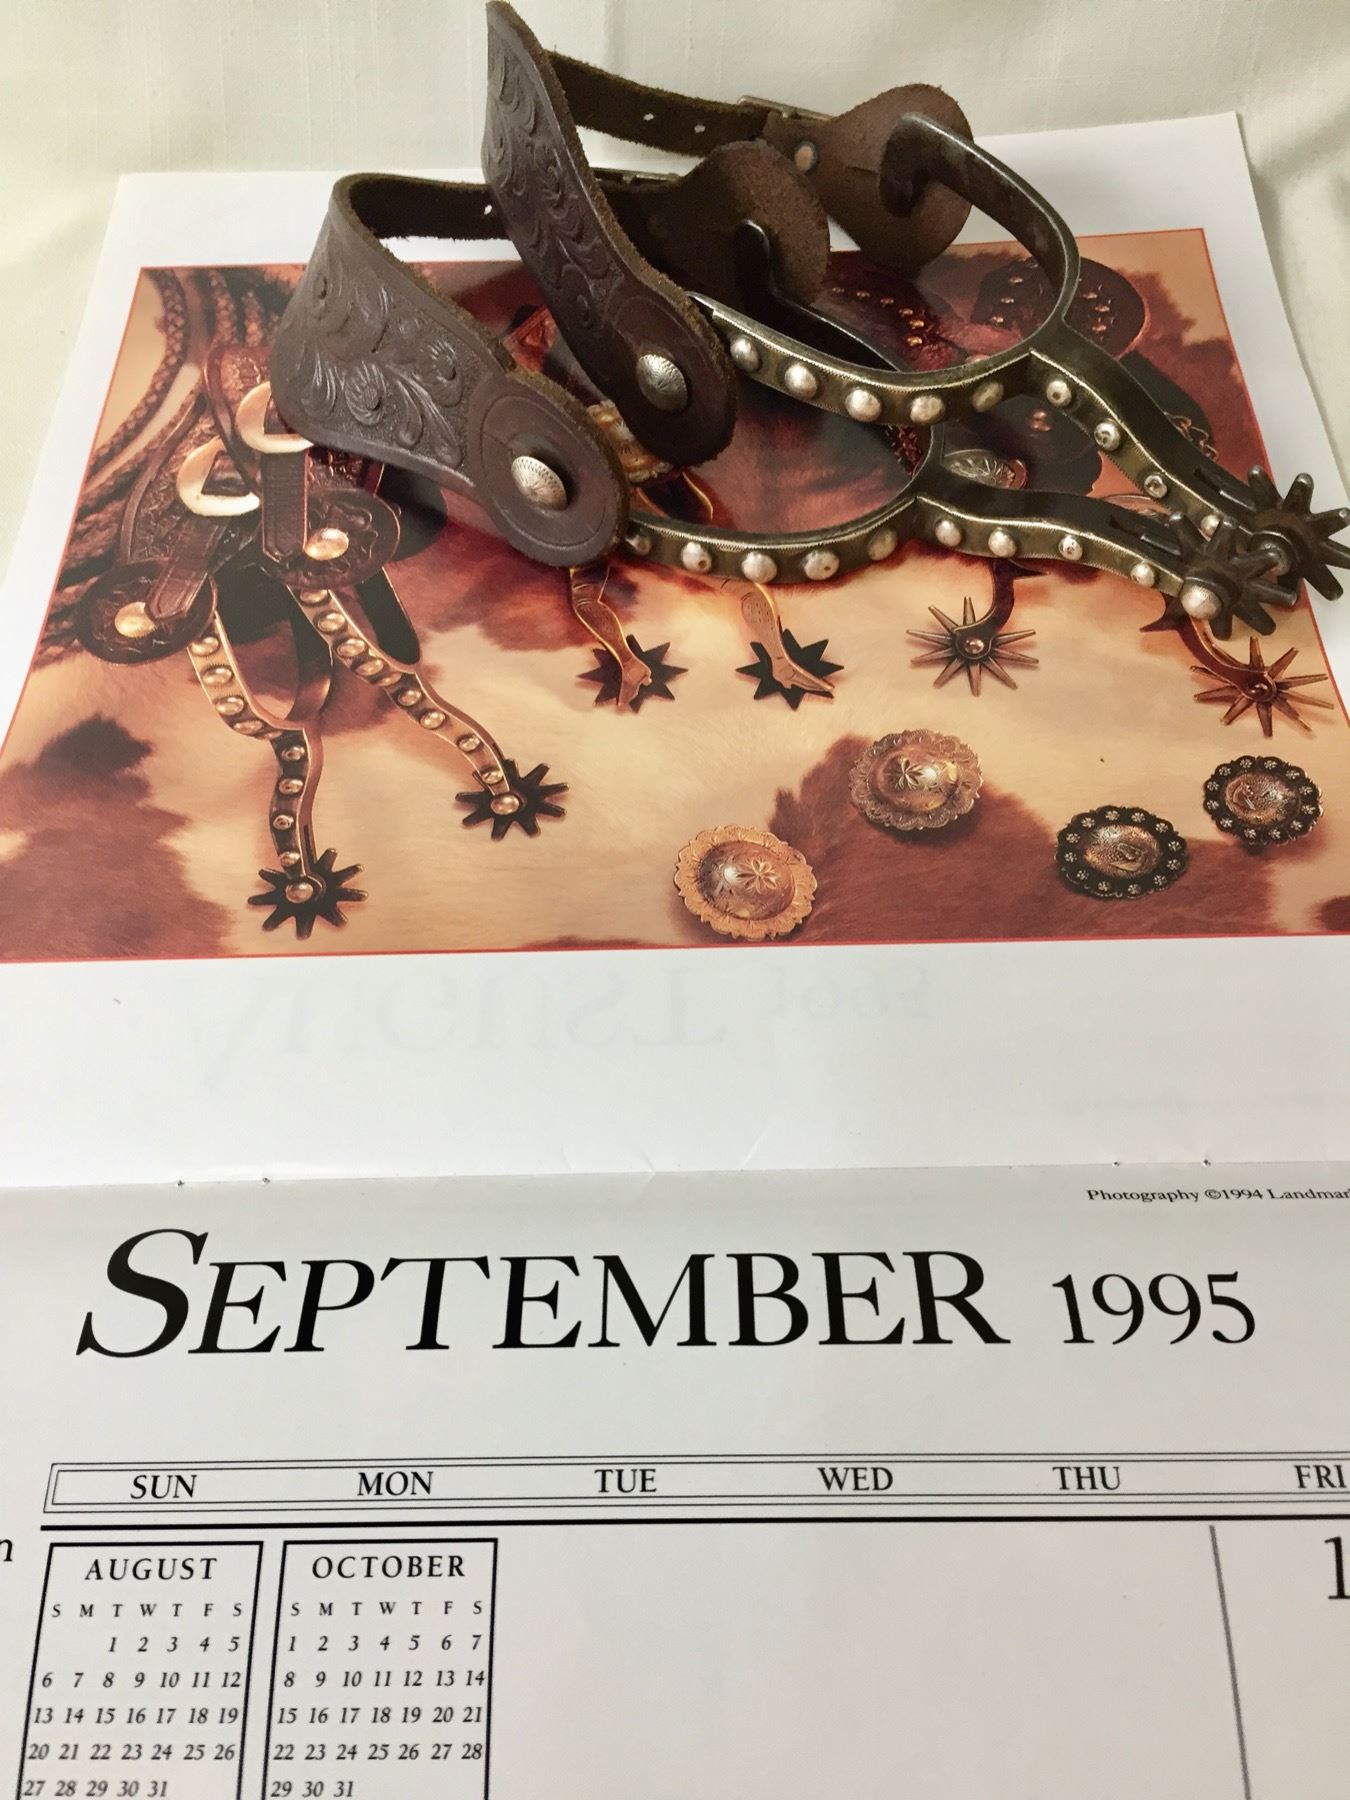 AUGUST 1995
Photography ©1994
SEPTEMBER 1995
SUN MON TUE WED THU FRI
1
AUGUST
S M T W T F S
1 2 3 4 5
6 7 8 9 10 11 12
13 14 15 16 17 18 19
20 21 22 23 24 25 26
27 28 29 30 31
OCTOBER
S M T W T F S
1 2 3 4 5 6 7
8 9 10 11 12 13 14
15 16 17 18 19 20 21
22 23 24 25 26 27 28
29 30 31